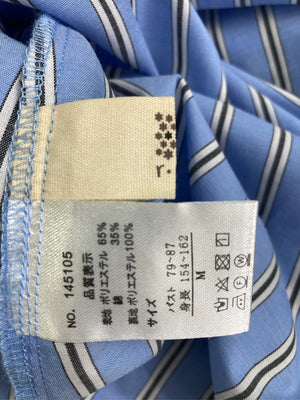 NO. 145105
品質表示
表地 ポリエステル 65%
綿 35%
裏地 ポリエステル 100%
サイズ
バスト 79~87
身長 154~162
M